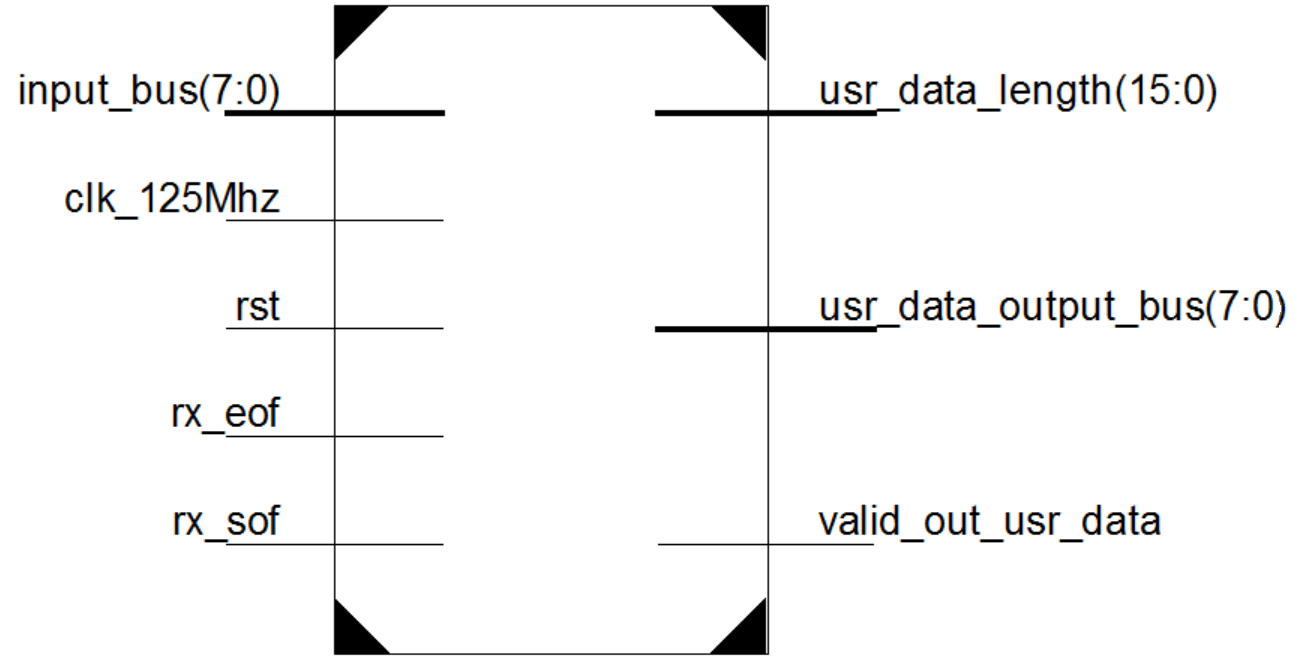 input_bus(7:0)
usr_data_length(15:0)
clk_125Mhz
rst
usr_data_output_bus(7:0)
rx_eof
rx_sof
valid_out_usr_data